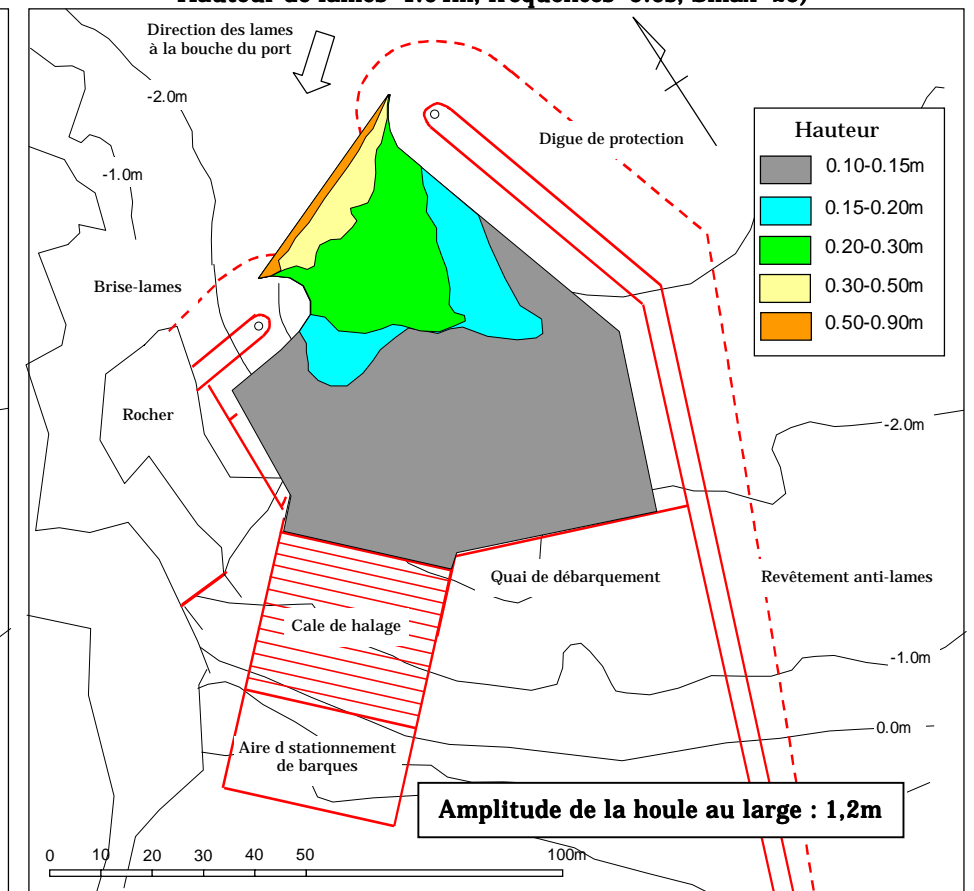 Direction des lames
à la bouche du port
-2.0m
Digue de protection
-1.0m
Hauteur
0.10-0.15m
0.15-0.20m
0.20-0.30m
0.30-0.50m
0.50-0.90m
Brise-lames
Rocher
-2.0m
Quai de débarquement
Revêtement anti-lames
Cale de halage
-1.0m
0.0m
Aire d stationnement
de barques
Amplitude de la houle au large : 1,2m
0 10 20 30 40 50 100m